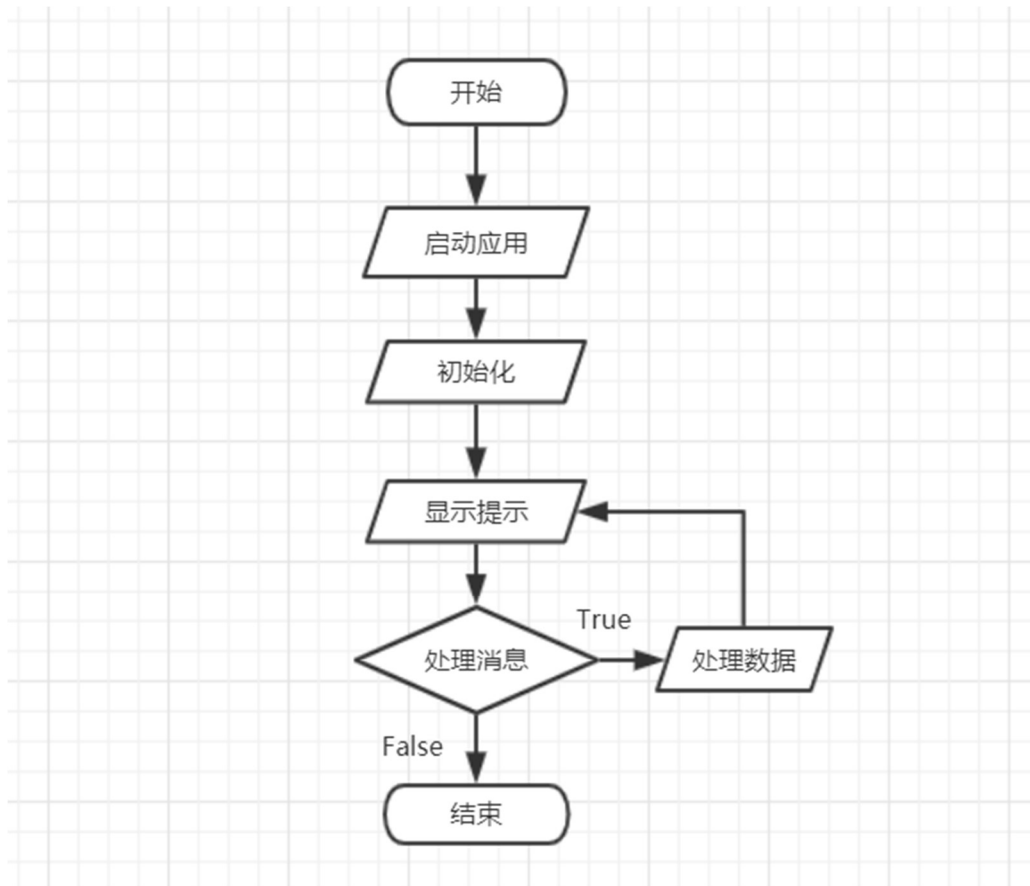 开始
启动应用
初始化
显示提示
True
处理消息
处理数据
False
结束